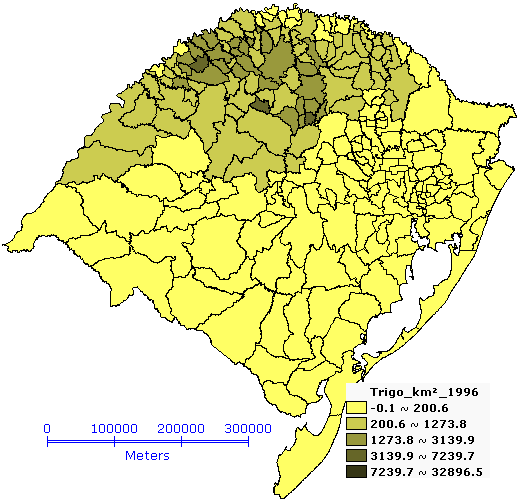 Trigo_km²_1996
-0.1 ~ 200.6
200.6 ~ 1273.8
1273.8 ~ 3139.9
3139.9 ~ 7239.7
7239.7 ~ 32896.5
0 100000 200000 300000
Meters